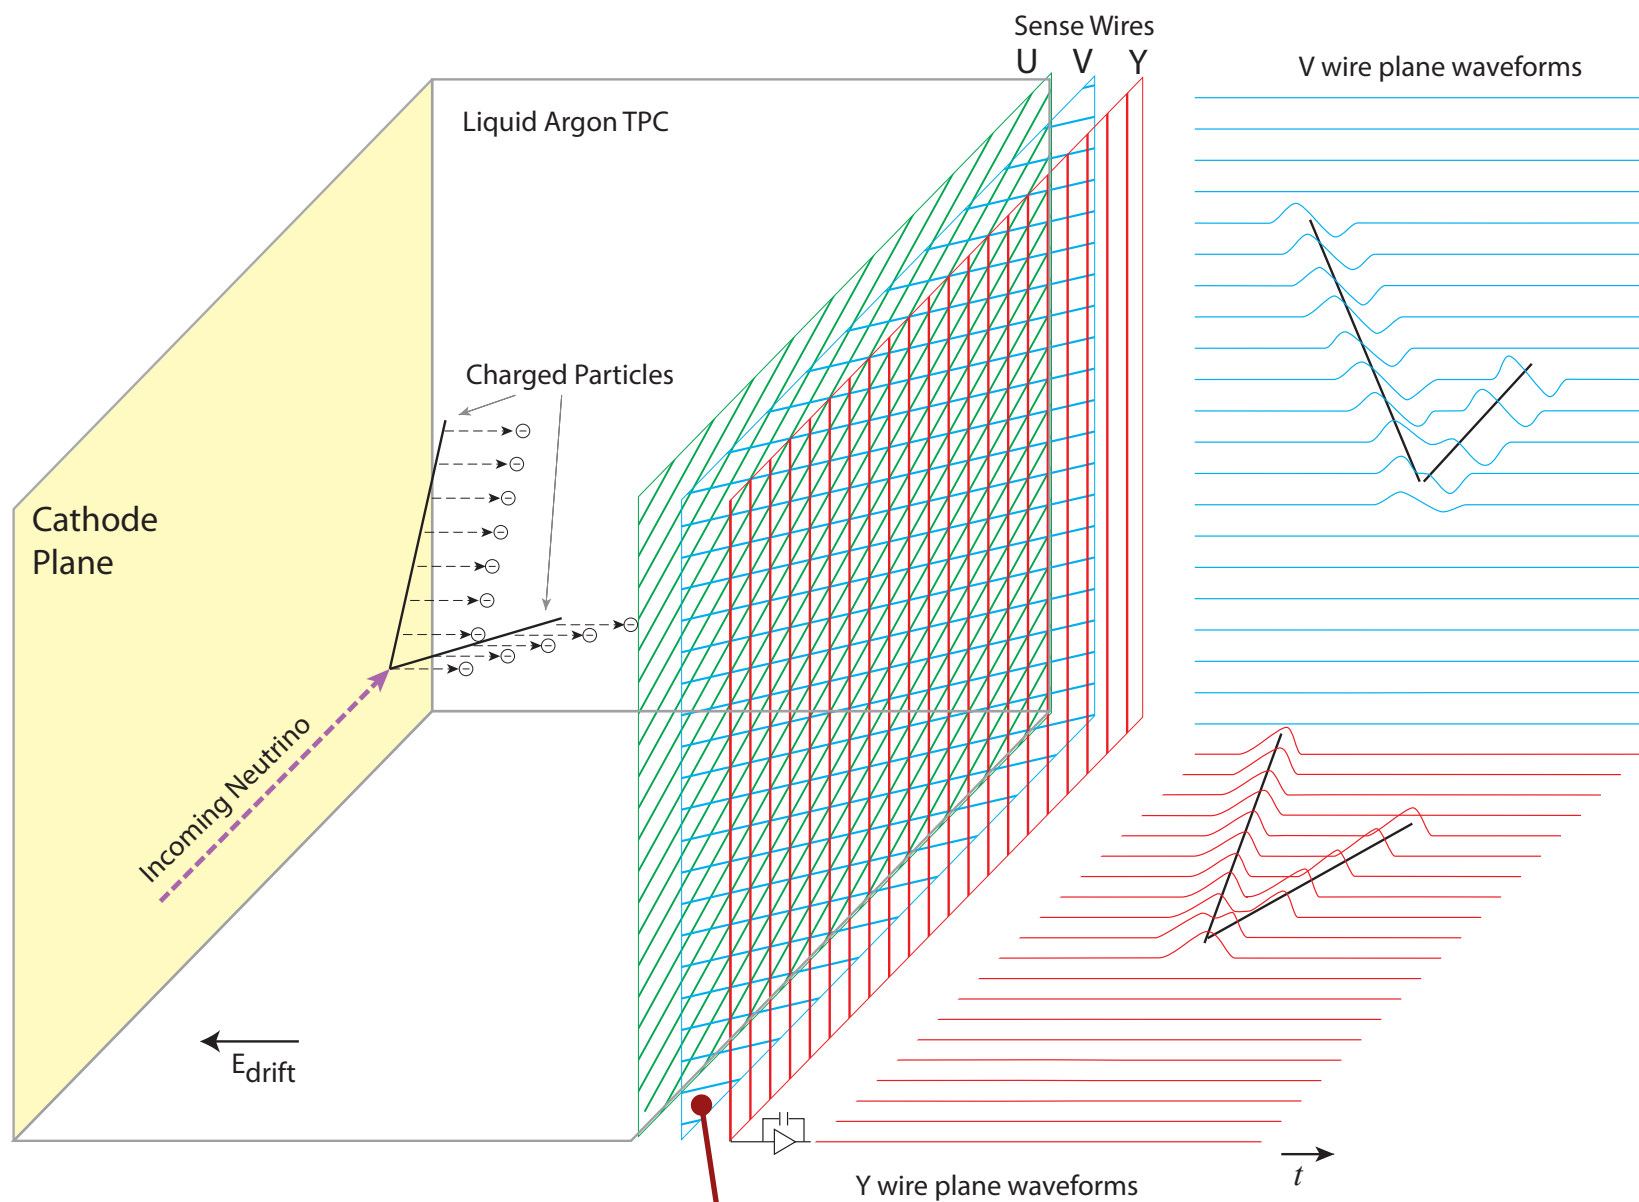 Sense Wires
U V Y
V wire plane waveforms
Liquid Argon TPC
Charged Particles
Cathode
Plane
Incoming Neutrino
Edrift
t
Y wire plane waveforms